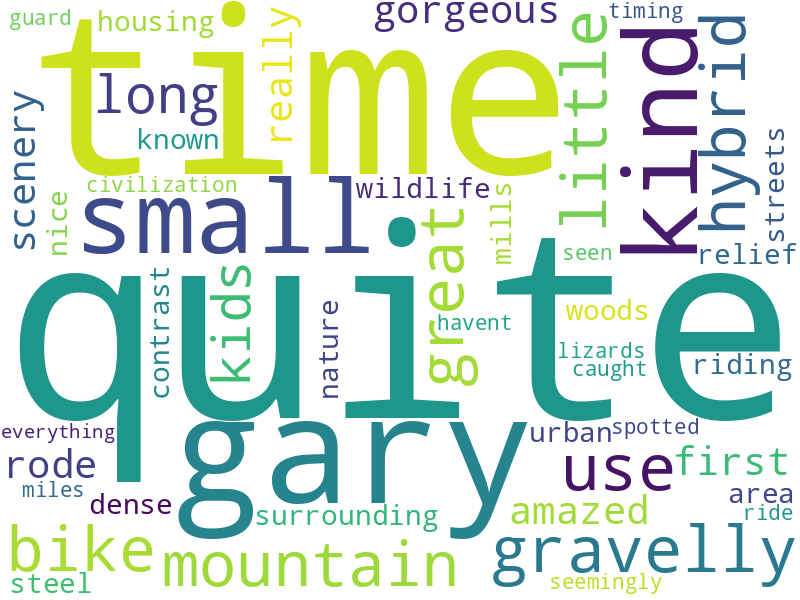 guard
housing
gorgeous
timing
time
really
little
kind
hybrid
long
known
scenery
streets
civilization
nice
small
wildlife
mills
great
seen
relief
quite
contrast
kids
nature
havent
woods
lizards
caught
riding
everything
gary
urban
spotted
rode
use
first
miles
dense
area
surrounding
amazed
ride
bike
mountain
gravelly
steel
seemingly